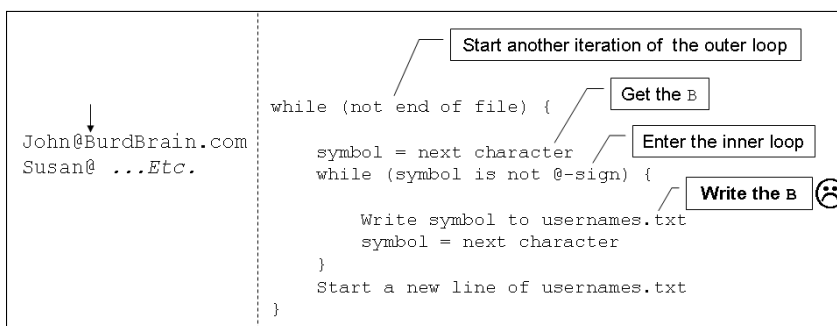 Start another iteration of the outer loop
while (not end of file) {
Get the B
John@BurdBrain.com
Susan@ ...Etc.
symbol = next character
Enter the inner loop
while (symbol is not @-sign) {
Write the B
Write symbol to usernames.txt
symbol = next character
}
Start a new line of usernames.txt
}